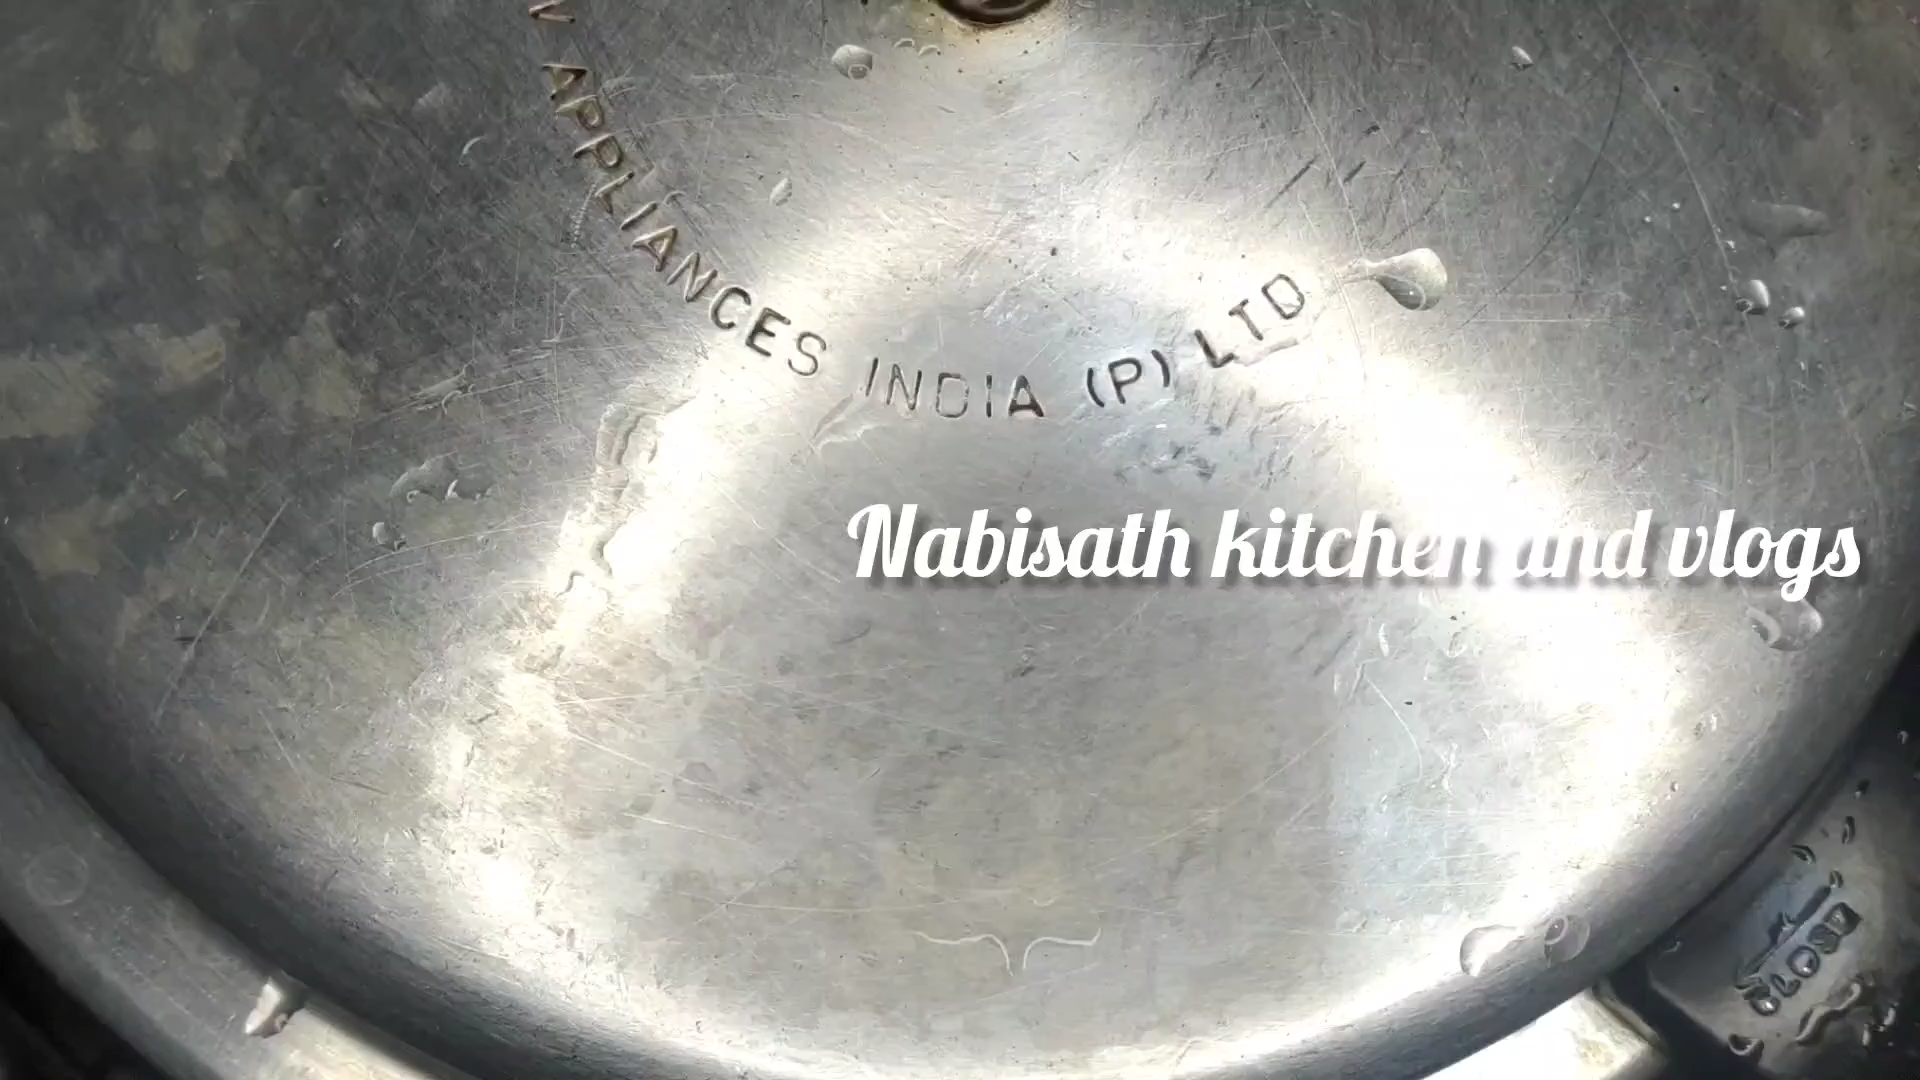 APPLIANCES INDIA (P) LTD
Nabisath kitchen and vlogs
CLOSE